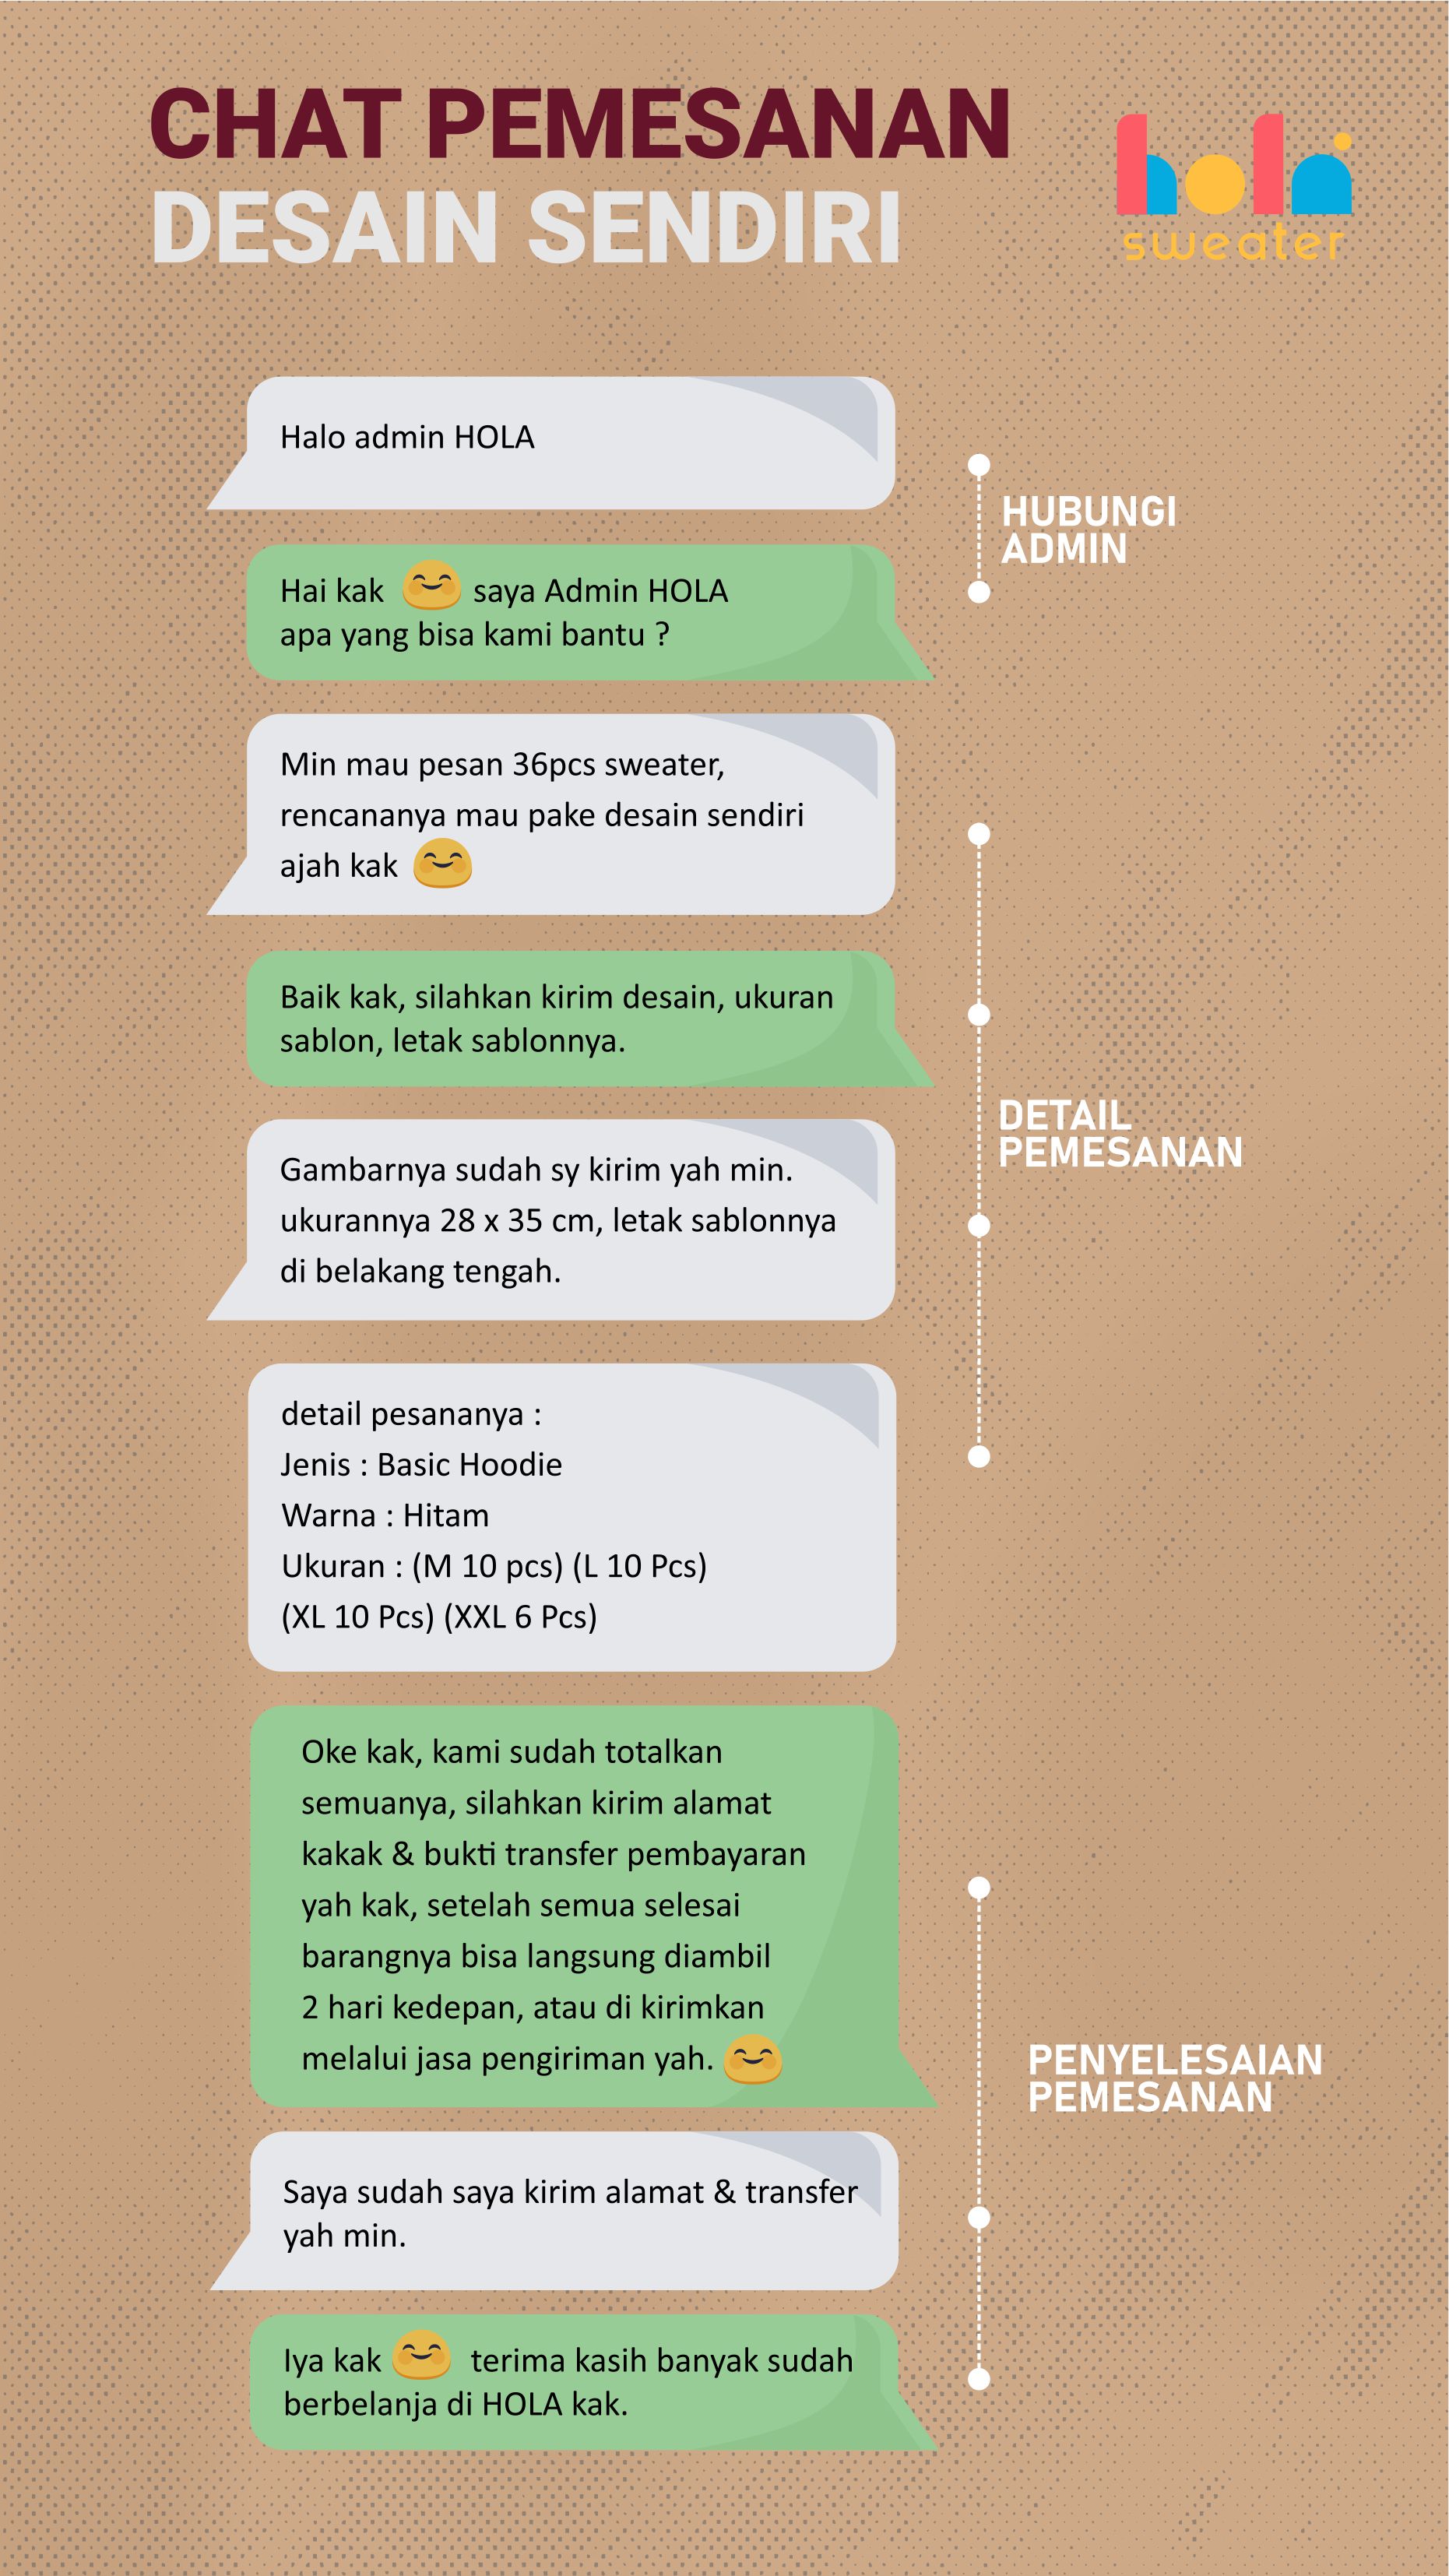 CHAT PEMESANAN
DESAIN SENDIRI
hola
sweater
Halo admin HOLA
Hai kak saya Admin HOLA
apa yang bisa kami bantu ?
HUBUNGI
ADMIN
Min mau pesan 36pcs sweater,
rencananya mau pake desain sendiri
ajah kak
Baik kak, silahkan kirim desain, ukuran
sablon, letak sablonnya.
Gambarnya sudah sy kirim yah min.
ukurannya 28 x 35 cm, letak sablonnya
di belakang tengah.
detail pesananya :
Jenis : Basic Hoodie
Warna : Hitam
Ukuran : (M 10 pcs) (L 10 Pcs)
(XL 10 Pcs) (XXL 6 Pcs)
DETAIL
PEMESANAN
Oke kak, kami sudah totalkan
semuanya, silahkan kirim alamat
kakak & bukti transfer pembayaran
yah kak, setelah semua selesai
barangnya bisa langsung diambil
2 hari kedepan, atau di kirimkan
melalui jasa pengiriman yah.
Saya sudah saya kirim alamat & transfer
yah min.
Iya kak terima kasih banyak sudah
berbelanja di HOLA kak.
PENYELESAIAN
PEMESANAN